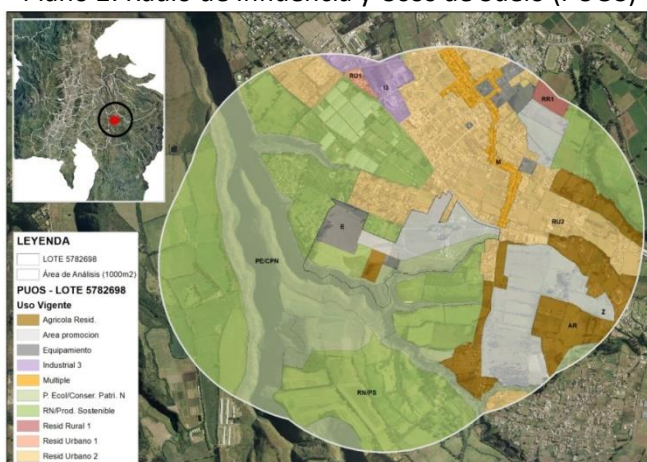 Plano 1. Radio de Influencia y Usos de Suelo (PUOS)
RU1
I3
RR1
M
E
RU2
PE/CPN
Z
AR
RN/PS
LEYENDA
LOTE 5782698
Área de Análisis (1000m2)
PUOS - LOTE 5782698
Uso Vigente
Agricola Resid.
Area promocion
Equipamiento
Industrial 3
Multiple
P. Ecol/Conser. Patri. N
RN/Prod. Sostenible
Resid Rural 1
Resid Urbano 1
Resid Urbano 2